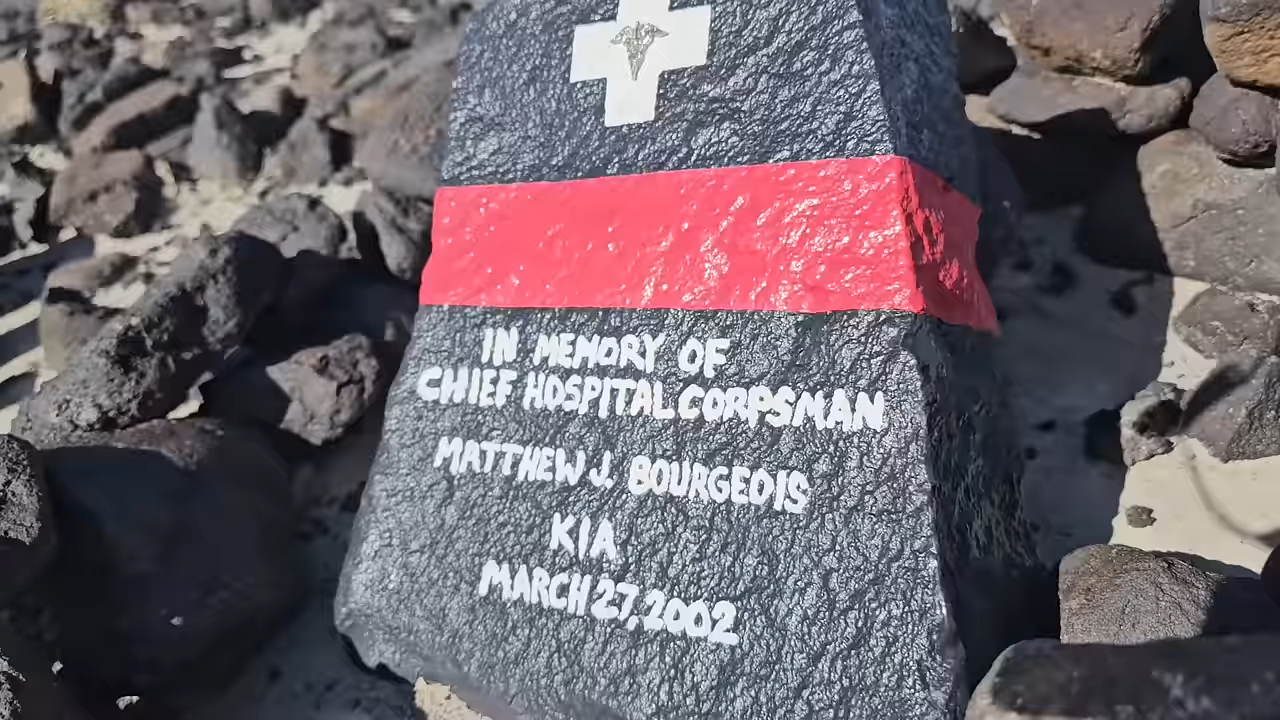 IN MEMORY OF
CHIEF HOSPITAL CORPSMAN
MATTHEW J. BOURGEOIS
KIA
MARCH 27, 2002